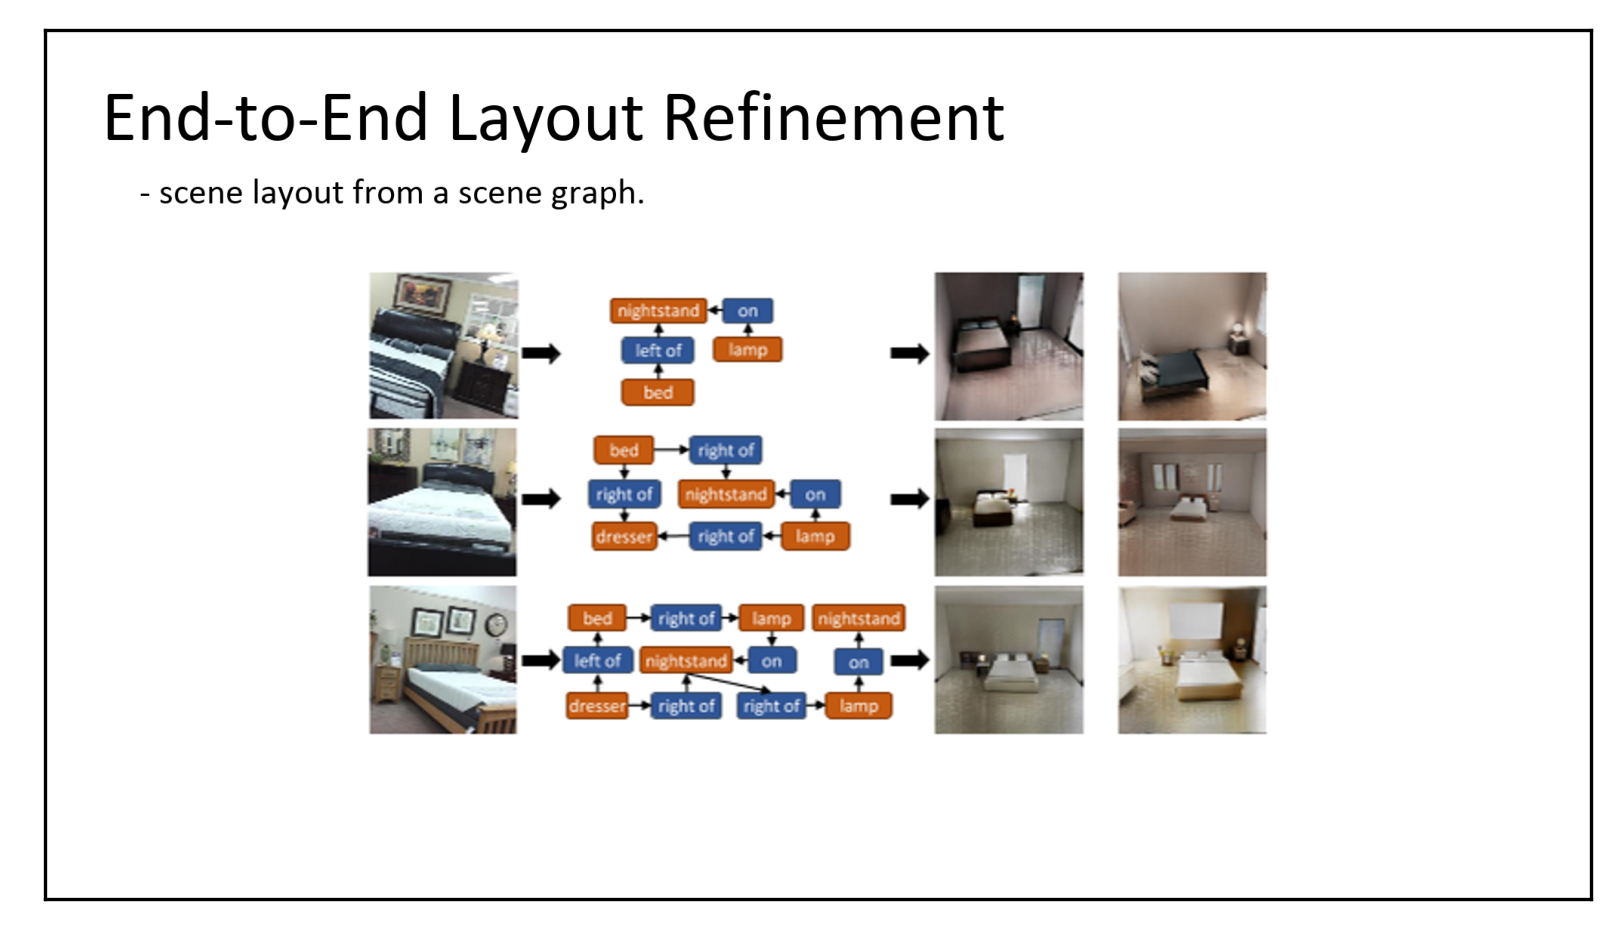 End-to-End Layout Refinement
- scene layout from a scene graph.
nightstand on
left of lamp
bed
bed right of
right of nightstand on
dresser right of lamp
bed right of lamp nightstand
left of nightstand on on
dresser right of right of lamp